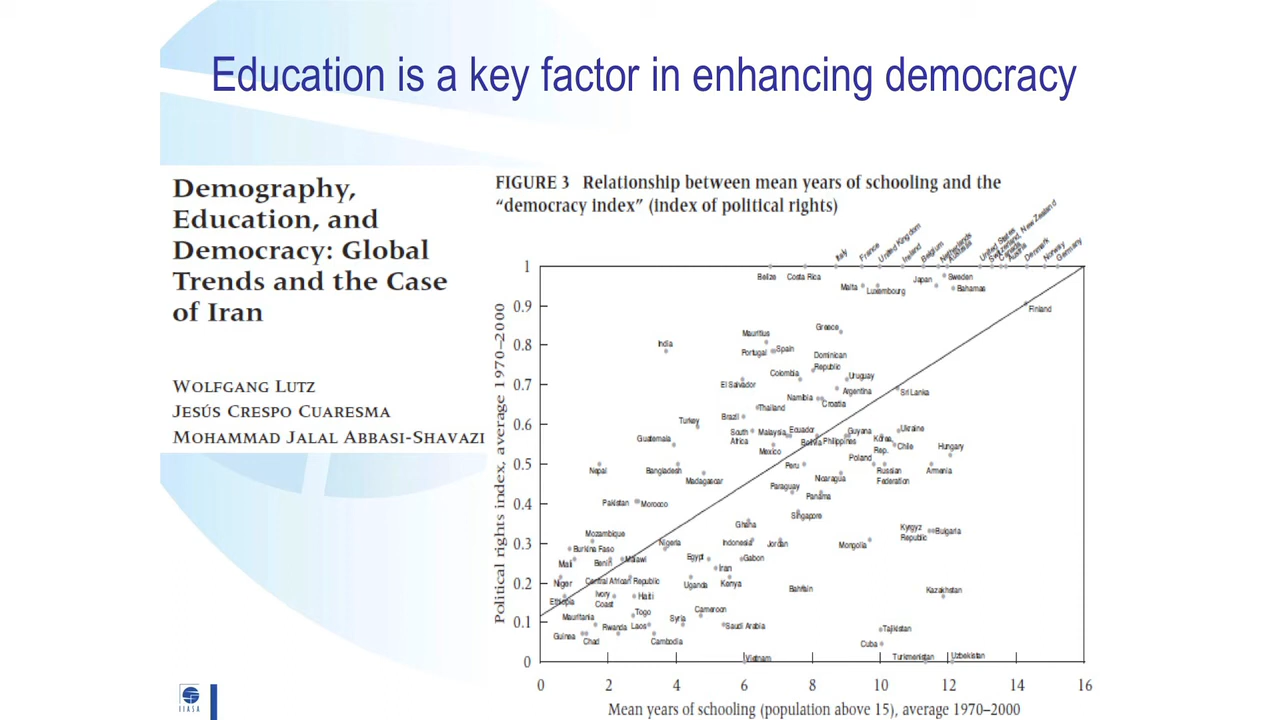 Education is a key factor in enhancing democracy
Demography,
Education, and
Democracy: Global
Trends and the Case
of Iran
WOLFGANG LUTZ
JESÚS CRESPO CUARESMA
MOHAMMAD JALAL ABBASI-SHAVAZI
FIGURE 3 Relationship between mean years of schooling and the
"democracy index" (index of political rights)
Political rights index, average 1970–2000
1
0.9
0.8
0.7
0.6
0.5
0.4
0.3
0.2
0.1
0
Italy
France
United Kingdom
Ireland
Belgium
Netherlands
Australia
United States
Switzerland, New Zealand
Canada
Austria
Denmark
Norway
Germany
Belize
Costa Rica
Japan
Sweden
Malta
Luxembourg
Bahamas
Finland
Greece
Mauritius
India
Portugal
Spain
Dominican
Republic
Colombia
Uruguay
El Salvador
Argentina
Sri Lanka
Namibia
Croatia
Thailand
Brazil
Turkey
South
Africa
Malaysia
Ecuador
Guyana
Ukraine
Guatemala
Bolivia
Philippines
Korea
Rep.
Chile
Hungary
Mexico
Poland
Nepal
Bangladesh
Peru
Russian
Federation
Armenia
Madagascar
Nicaragua
Paraguay
Panama
Pakistan
Morocco
Singapore
Ghana
Kyrgyz
Republic
Bulgaria
Mozambique
Nigeria
Indonesia
Jordan
Mongolia
Burkina Faso
Mali
Benin
Malawi
Egypt
Gabon
Iran
Niger
Central African Republic
Uganda
Kenya
Bahrain
Kazakhstan
Ethiopia
Ivory
Coast
Haiti
Mauritania
Togo
Cameroon
Syria
Rwanda
Laos
Saudi Arabia
Tajikistan
Guinea
Chad
Cambodia
Cuba
Vietnam
Turkmenistan
Uzbekistan
0 2 4 6 8 10 12 14 16
Mean years of schooling (population above 15), average 1970–2000
IIASA